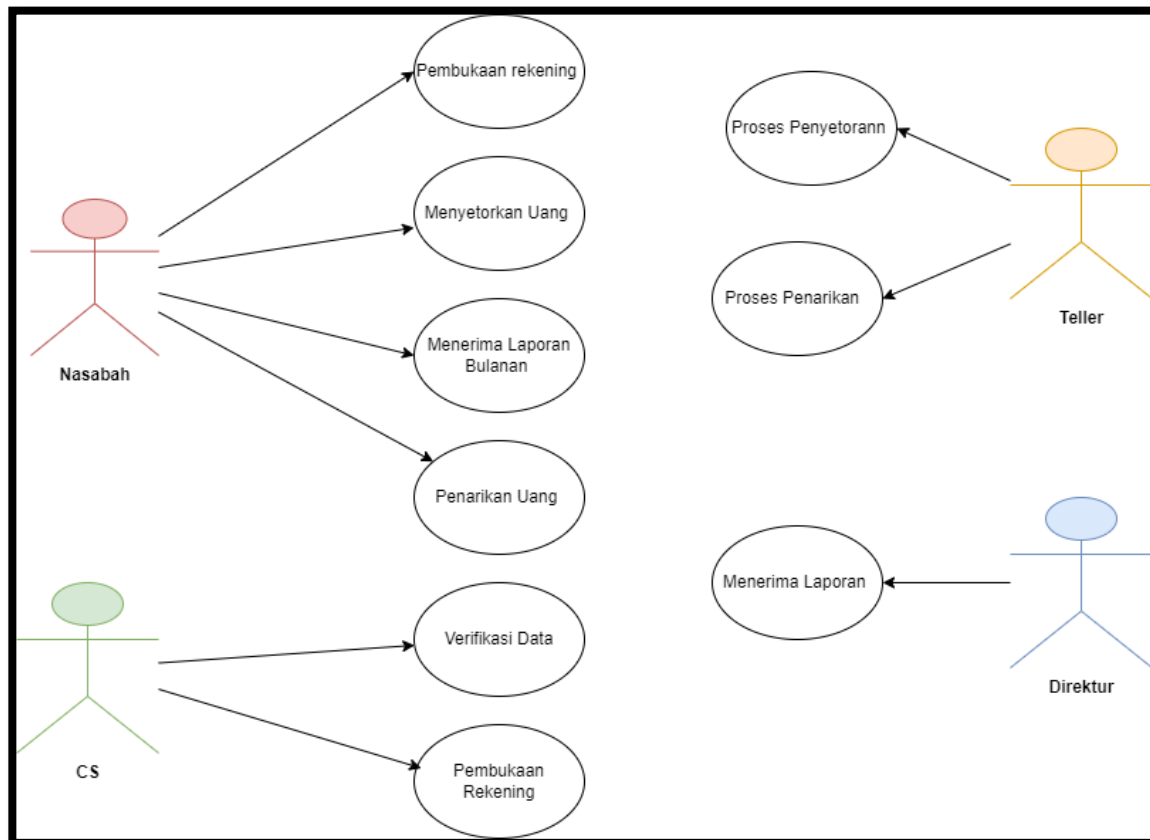 Pembukaan rekening
Menyetorkan Uang
Menerima Laporan
Bulanan
Penarikan Uang
Nasabah
Verifikasi Data
Pembukaan
Rekening
CS
Proses Penyetorann
Proses Penarikan
Teller
Menerima Laporan
Direktur